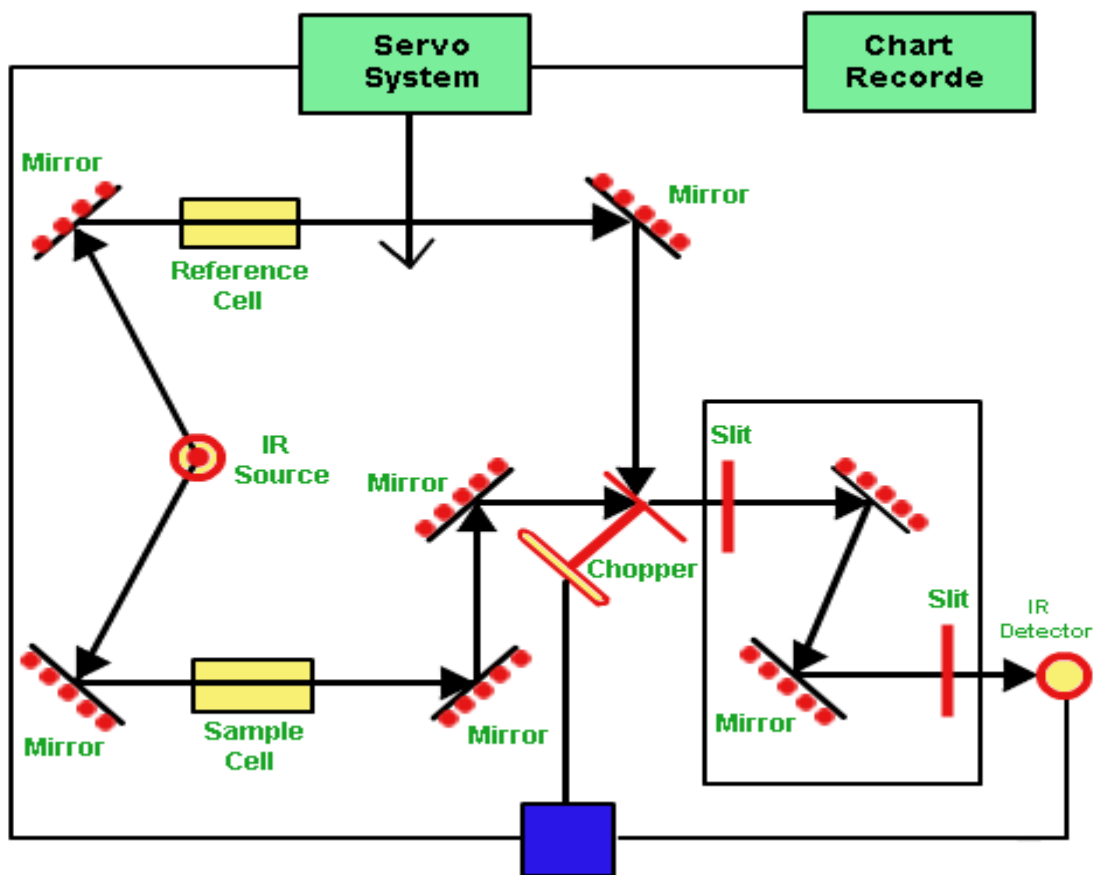 Servo
System
Chart
Recorde
Mirror
Mirror
Reference
Cell
IR
Source
Mirror
Slit
Chopper
Slit
IR
Detector
Mirror
Sample
Cell
Mirror
Mirror